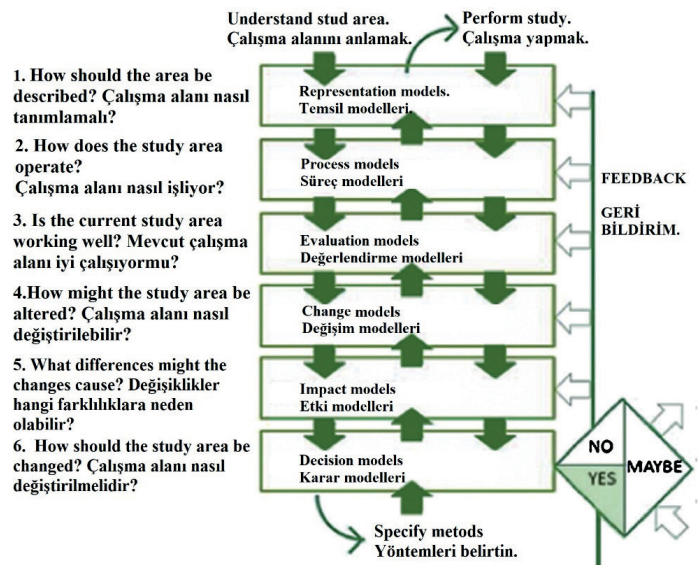 Understand stud area.
Çalışma alanını anlamak.
Perform study.
Çalışma yapmak.
1. How should the area be
described? Çalışma alanı nasıl
tanımlamalı?
Representation models.
Temsil modelleri.
2. How does the study area
operate?
Çalışma alanı nasıl işliyor?
Process models
Süreç modelleri
FEEDBACK
GERİ
BİLDİRİM.
3. Is the current study area
working well? Mevcut çalışma
alanı iyi çalışıyormu?
Evaluation models
Değerlendirme modelleri
4.How might the study area be
altered? Çalışma alanı nasıl
değiştirilebilir?
Change models
Değişim modelleri
5. What differences might the
changes cause? Değişiklikler
hangi farklılıklara neden
olabilir?
Impact models
Etki modelleri
6. How should the study area be
changed? Çalışma alanı nasıl
değiştirilmelidir?
Decision models
Karar modelleri
NO
MAYBE
YES
Specify metods
Yöntemleri belirtin.